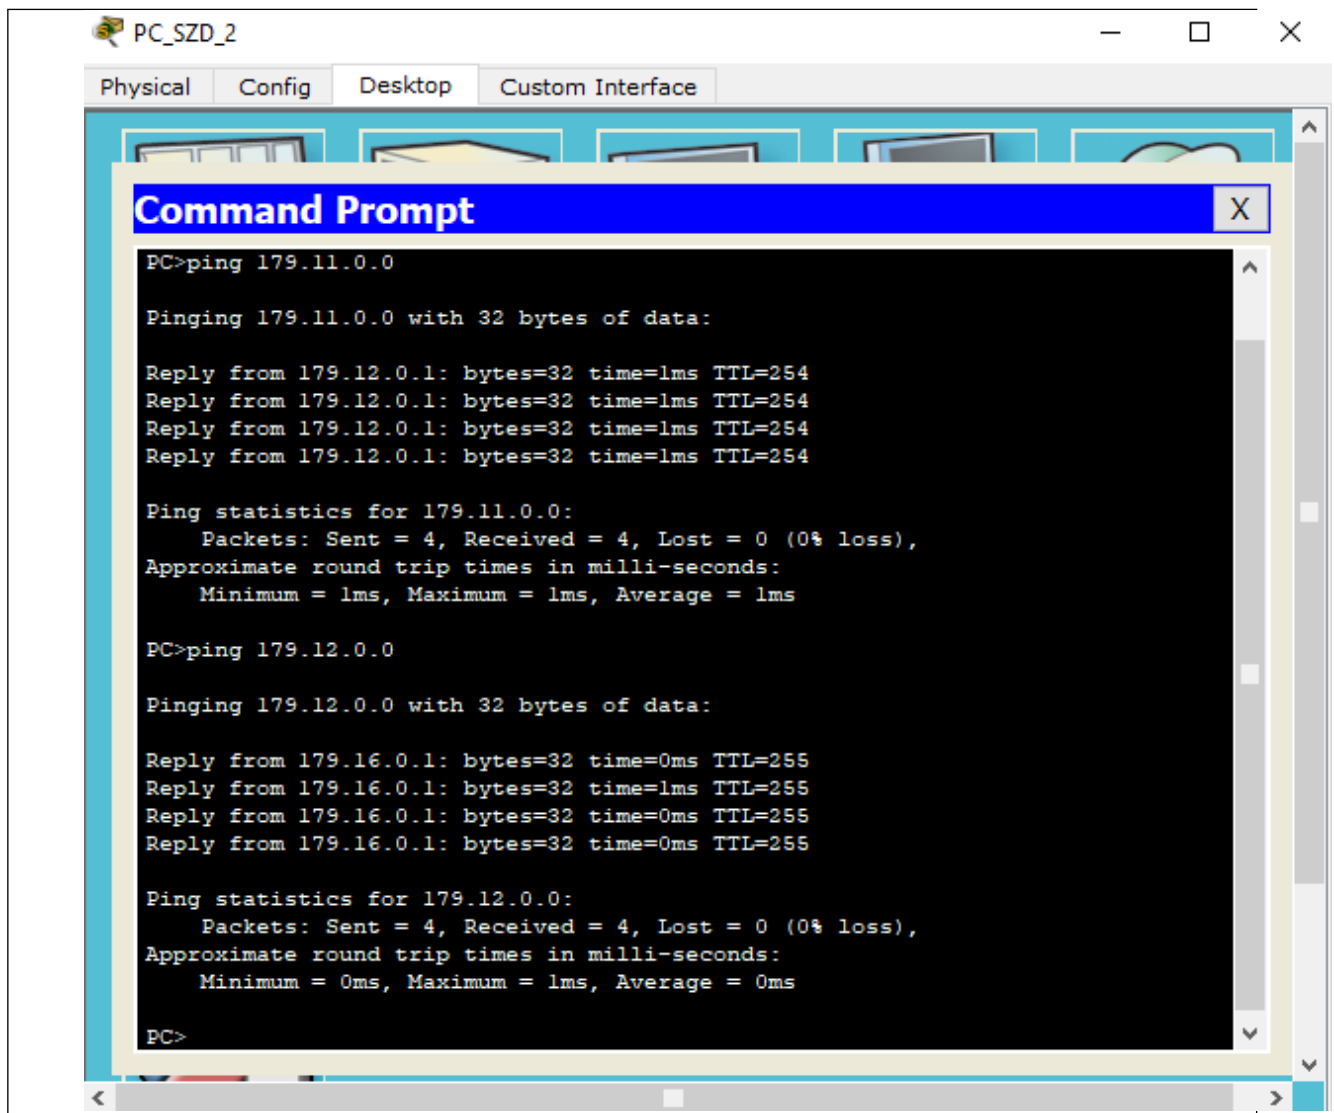 PC_SZD_2
Physical Config Desktop Custom Interface
Command Prompt X
PC>ping 179.11.0.0
Pinging 179.11.0.0 with 32 bytes of data:
Reply from 179.12.0.1: bytes=32 time=1ms TTL=254
Reply from 179.12.0.1: bytes=32 time=1ms TTL=254
Reply from 179.12.0.1: bytes=32 time=1ms TTL=254
Reply from 179.12.0.1: bytes=32 time=1ms TTL=254
Ping statistics for 179.11.0.0:
Packets: Sent = 4, Received = 4, Lost = 0 (0% loss),
Approximate round trip times in milli-seconds:
Minimum = 1ms, Maximum = 1ms, Average = 1ms
PC>ping 179.12.0.0
Pinging 179.12.0.0 with 32 bytes of data:
Reply from 179.16.0.1: bytes=32 time=0ms TTL=255
Reply from 179.16.0.1: bytes=32 time=1ms TTL=255
Reply from 179.16.0.1: bytes=32 time=0ms TTL=255
Reply from 179.16.0.1: bytes=32 time=0ms TTL=255
Ping statistics for 179.12.0.0:
Packets: Sent = 4, Received = 4, Lost = 0 (0% loss),
Approximate round trip times in milli-seconds:
Minimum = 0ms, Maximum = 1ms, Average = 0ms
PC>